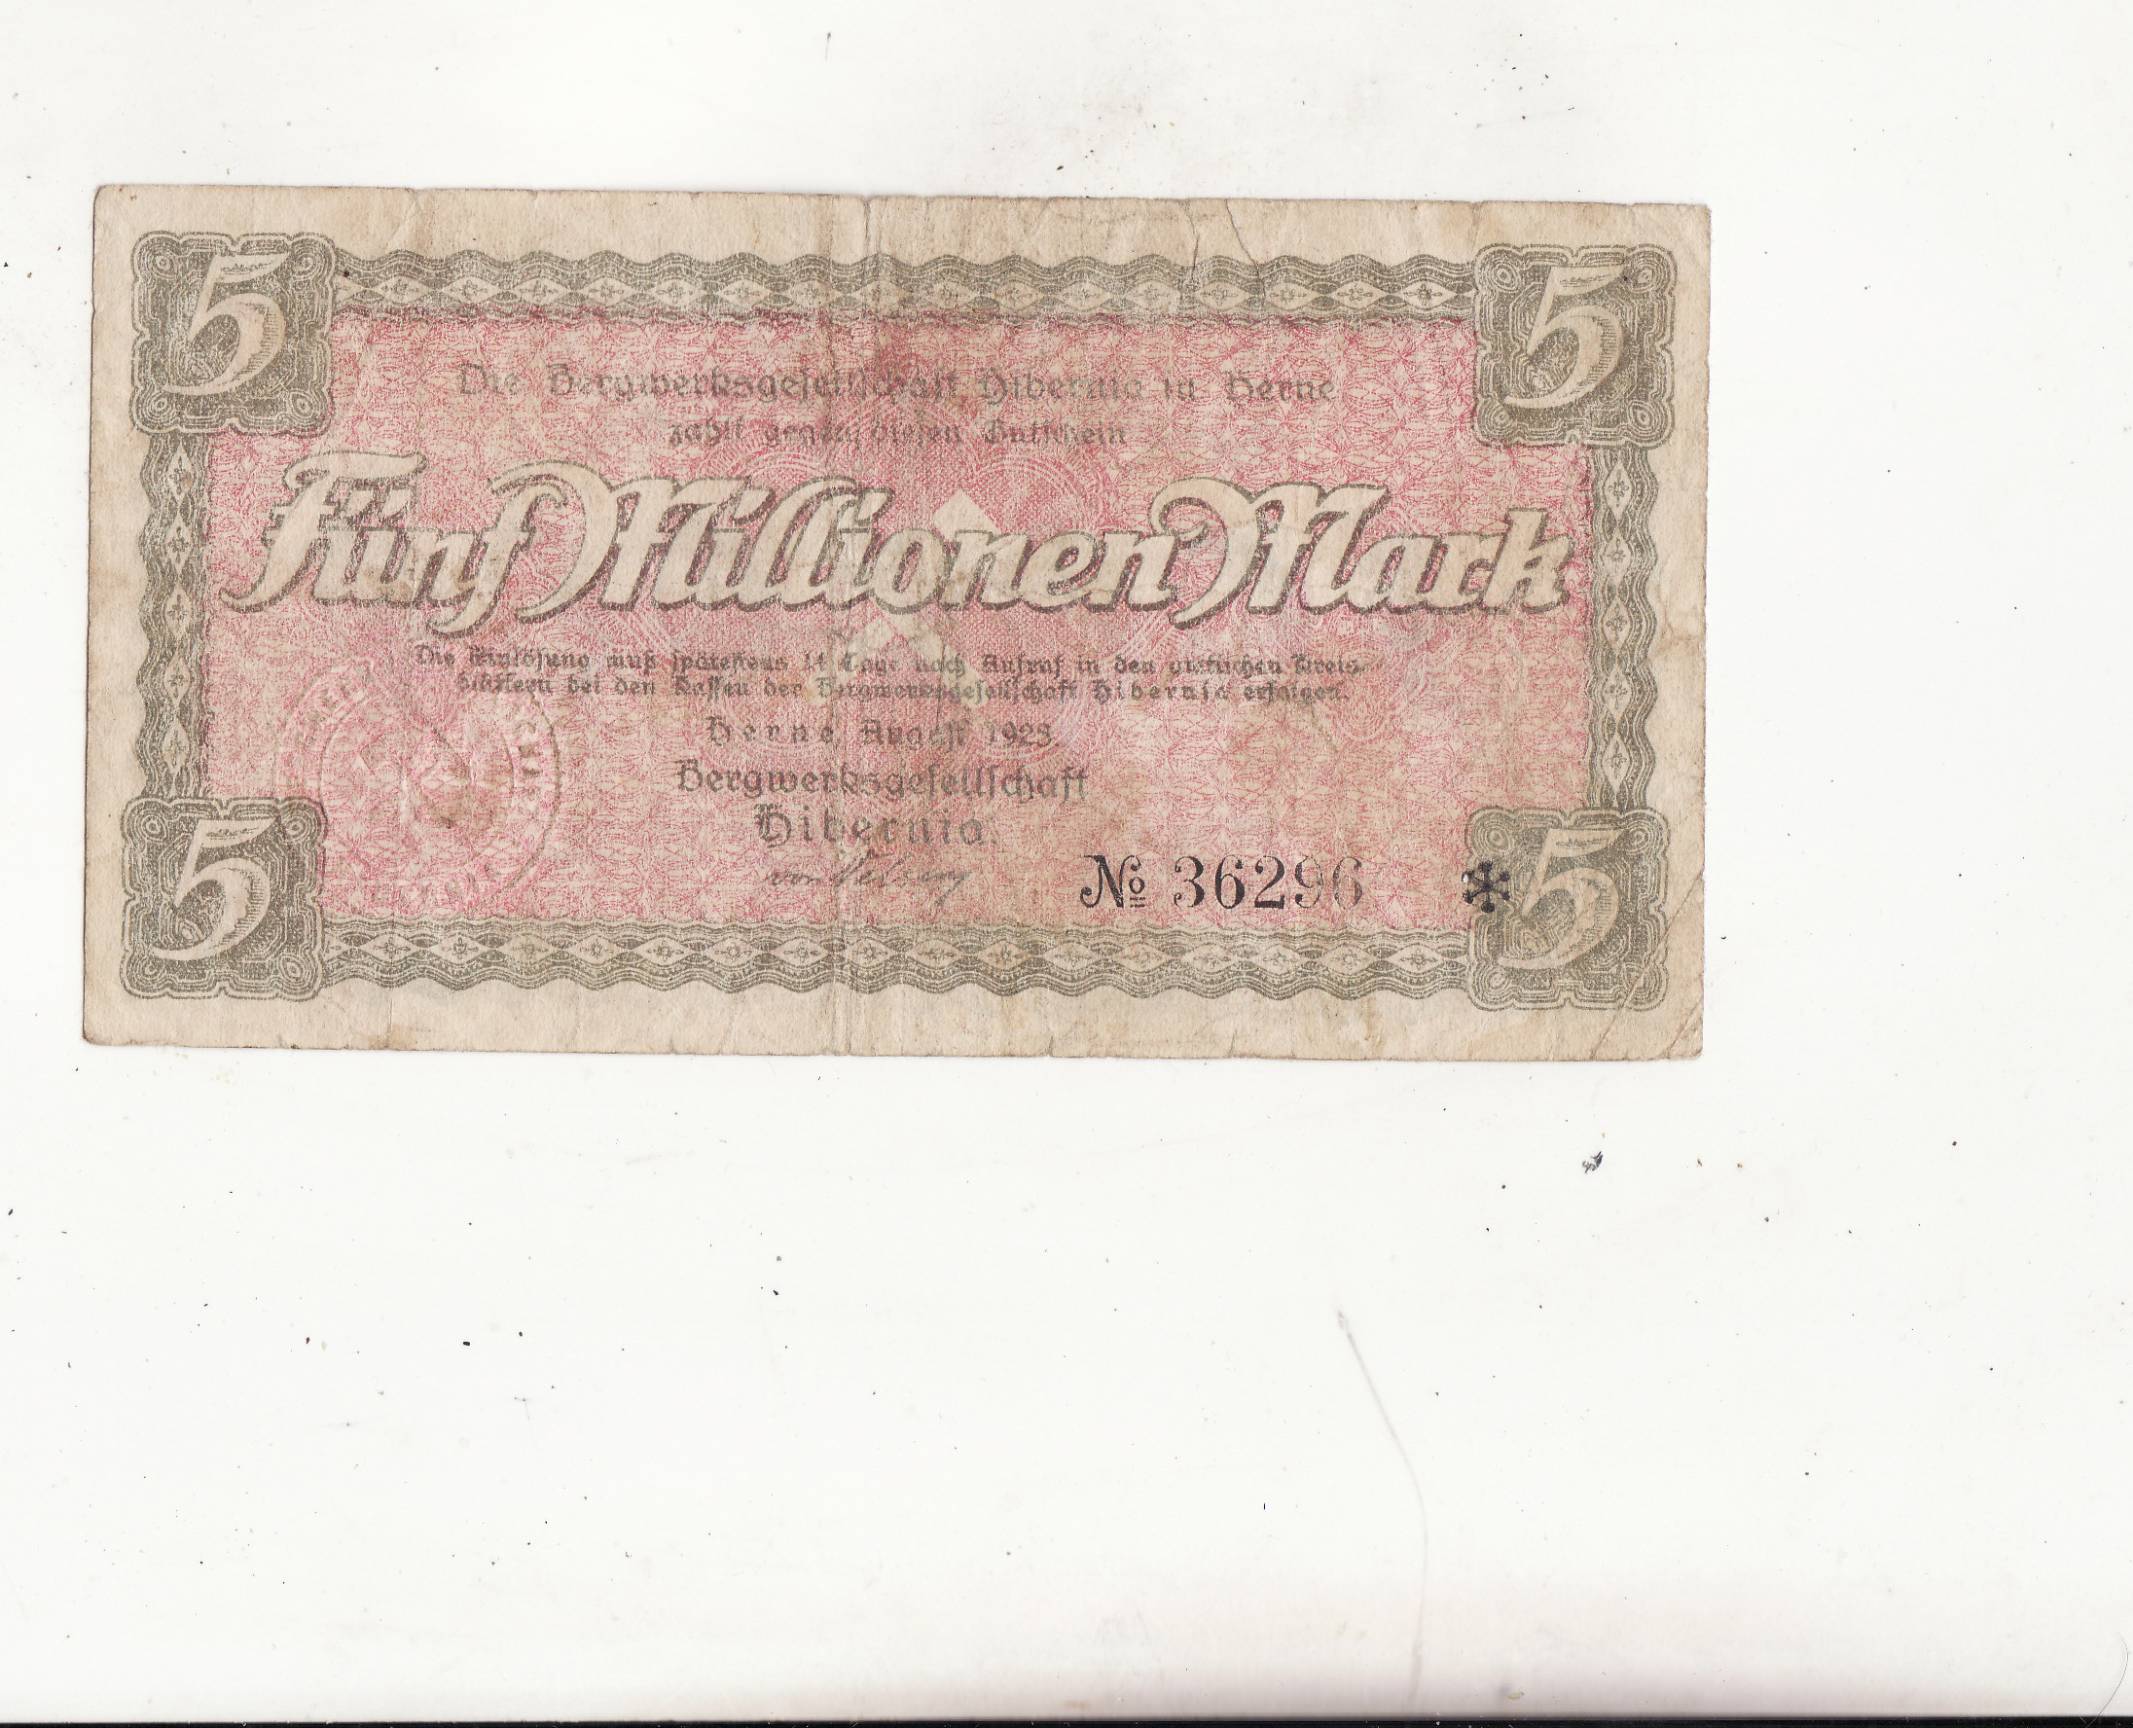 5 5
Die Bergwerksgesellschaft Hibernia in Herne
zahlt gegen diesen Gutschein
Fünf Millionen Mark
Die Einlösung muß spätestens 14 Tage nach Aufruf in den amtlichen Kreis-
blättern bei den Kassen der Bergwerksgesellschaft Hibernia erfolgen.
Herne, August 1923.
Bergwerksgesellschaft
Hibernia.
№ 36296 *
5 5